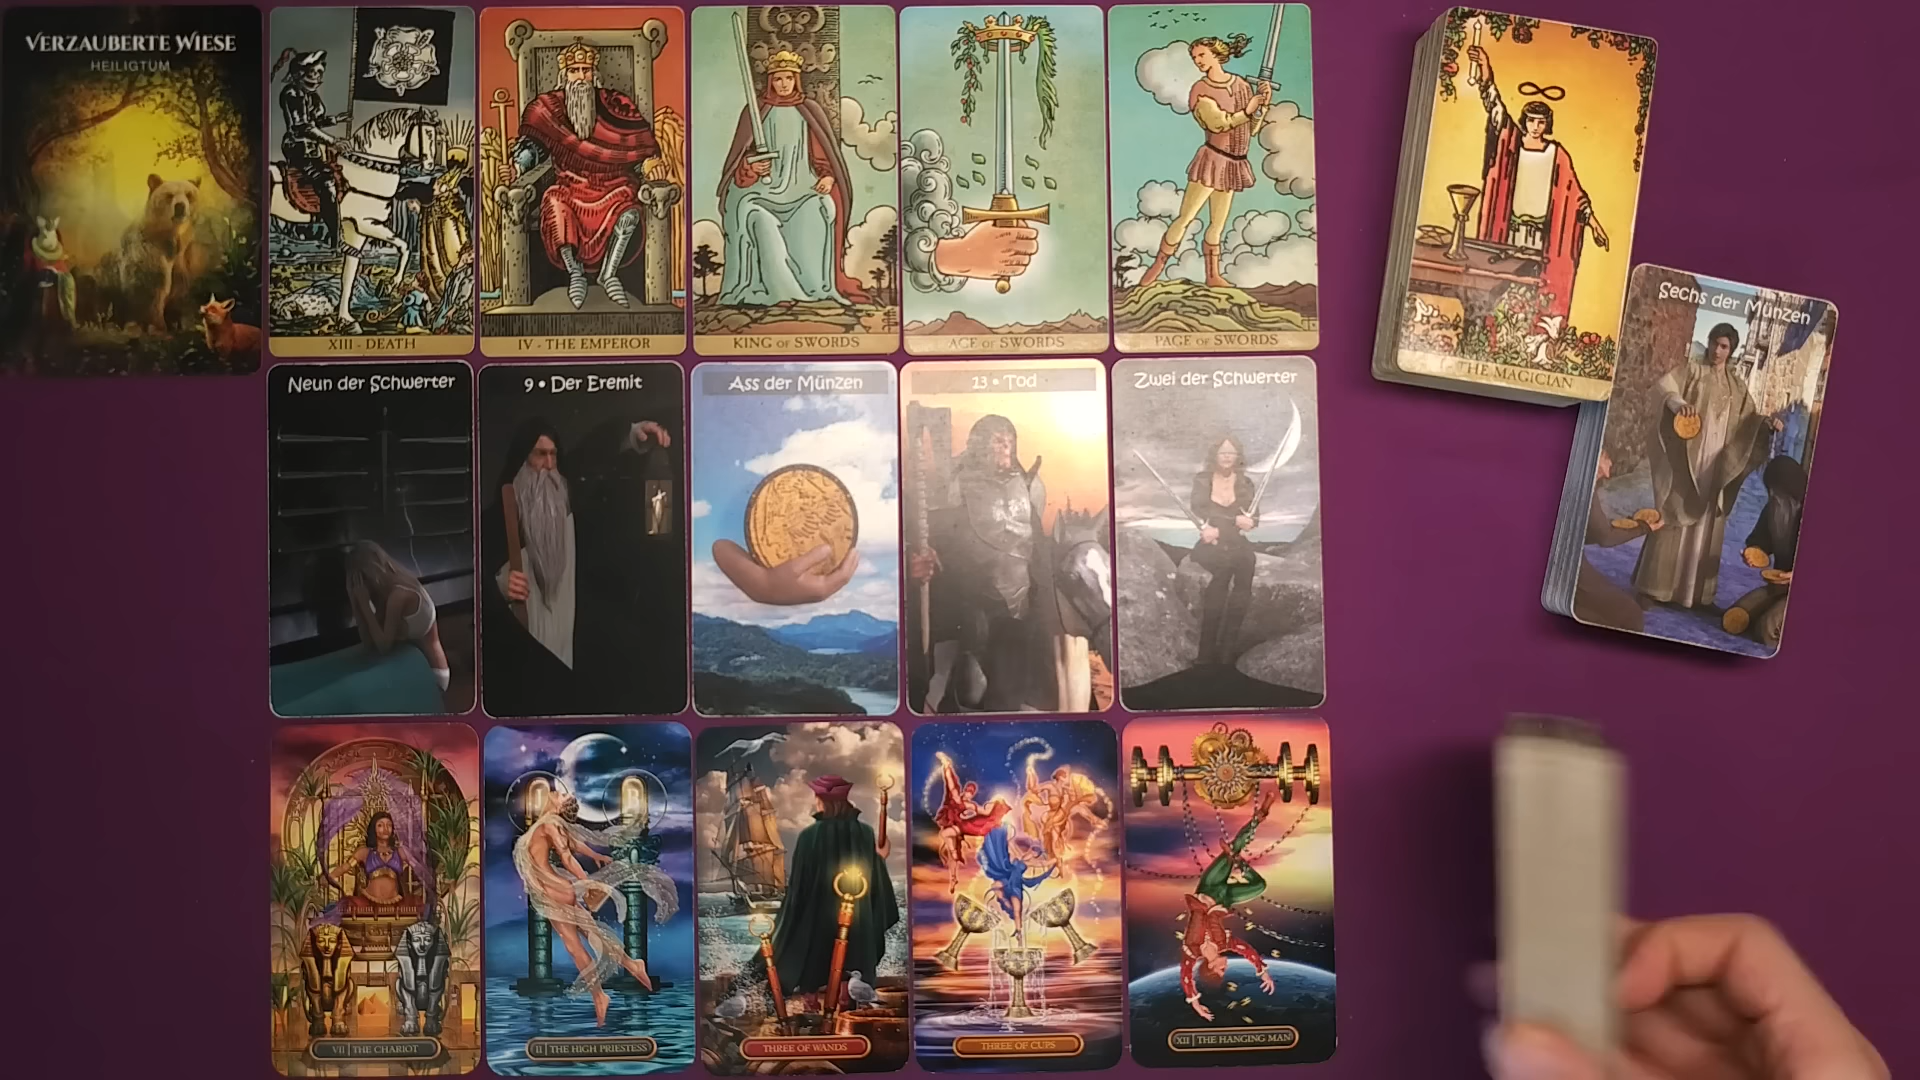 VERZAUBERTE WIESE
HEILIGTUM
XIII - DEATH
IV - THE EMPEROR
KING OF SWORDS
ACE OF SWORDS
PAGE OF SWORDS
I - THE MAGICIAN
Sechs der Münzen
Neun der Schwerter
9 • Der Eremit
Ass der Münzen
13 • Tod
Zwei der Schwerter
VII | THE CHARIOT
II | THE HIGH PRIESTESS
THREE OF WANDS
THREE OF CUPS
XII | THE HANGING MAN